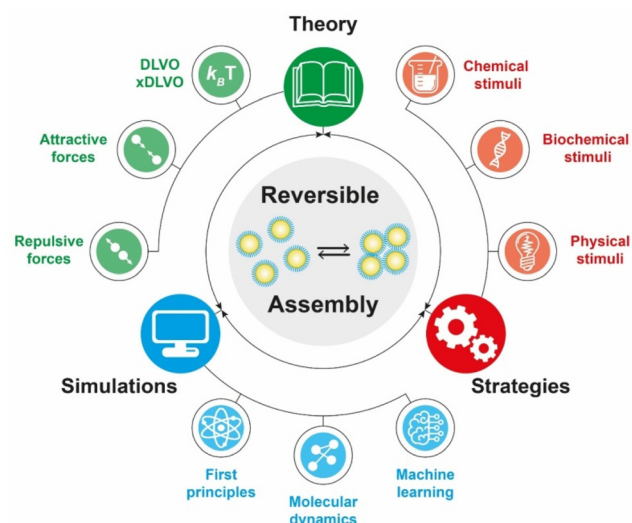 Theory
DLVO
xDLVO
k_BT
Chemical
stimuli
Attractive
forces
Biochemical
stimuli
Reversible
Repulsive
forces
Physical
stimuli
Assembly
Simulations
Strategies
First
principles
Molecular
dynamics
Machine
learning